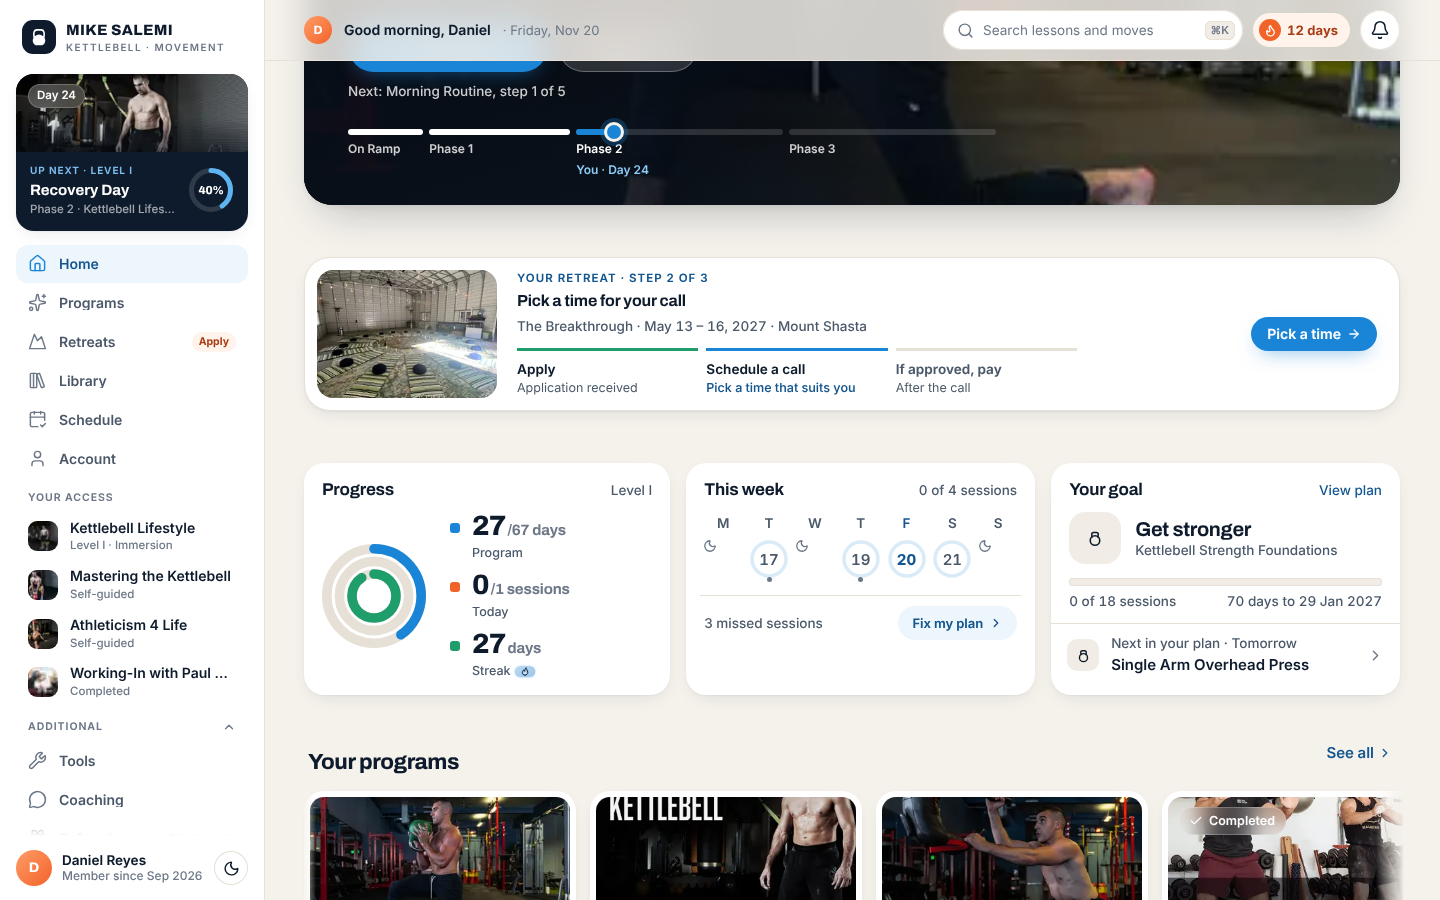 MIKE SALEMI
KETTLEBELL · MOVEMENT
Day 24
UP NEXT · LEVEL I
Recovery Day
Phase 2 · Kettlebell Lifes...
40%
Home
Programs
Retreats
Apply
Library
Schedule
Account
YOUR ACCESS
Kettlebell Lifestyle
Level I · Immersion
Mastering the Kettlebell
Self-guided
Athleticism 4 Life
Self-guided
Working-In with Paul ...
Completed
ADDITIONAL
Tools
Coaching
D
Daniel Reyes
Member since Sep 2026
D
Good morning, Daniel · Friday, Nov 20
Search lessons and moves
⌘K
12 days
Next: Morning Routine, step 1 of 5
On Ramp
Phase 1
Phase 2
Phase 3
You · Day 24
YOUR RETREAT · STEP 2 OF 3
Pick a time for your call
The Breakthrough · May 13 – 16, 2027 · Mount Shasta
Apply
Application received
Schedule a call
Pick a time that suits you
If approved, pay
After the call
Pick a time
Progress
Level I
27/67 days
Program
0/1 sessions
Today
27 days
Streak
This week
0 of 4 sessions
M T W T F S S
17 19 20 21
3 missed sessions
Fix my plan
Your goal
View plan
Get stronger
Kettlebell Strength Foundations
0 of 18 sessions
70 days to 29 Jan 2027
Next in your plan · Tomorrow
Single Arm Overhead Press
Your programs
See all
KETTLEBELL
Completed